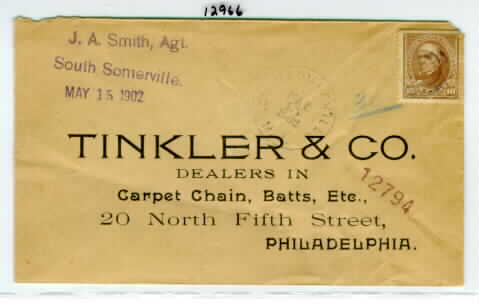 12966
J. A. Smith, Agt.
South Somerville.
MAY 15 1902
TINKLER & CO.
DEALERS IN
Carpet Chain, Batts, Etc.,
20 North Fifth Street,
PHILADELPHIA.
12794